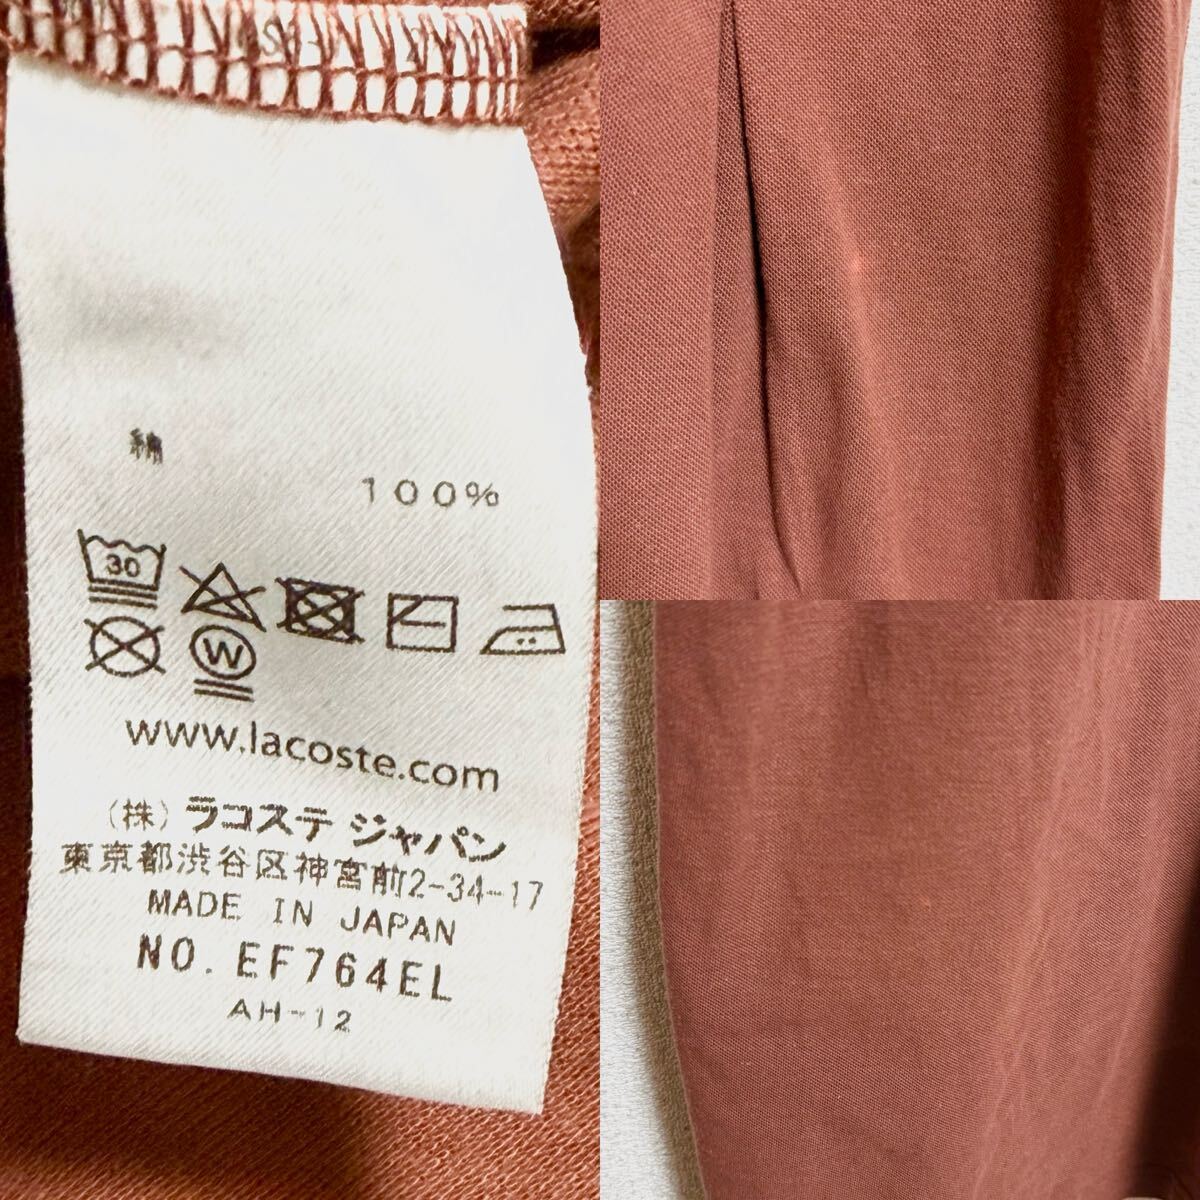 綿
100%
30
W
www.lacoste.com
(株)ラコステ ジャパン
東京都渋谷区神宮前2-34-17
MADE IN JAPAN
NO. EF764EL
AH-12